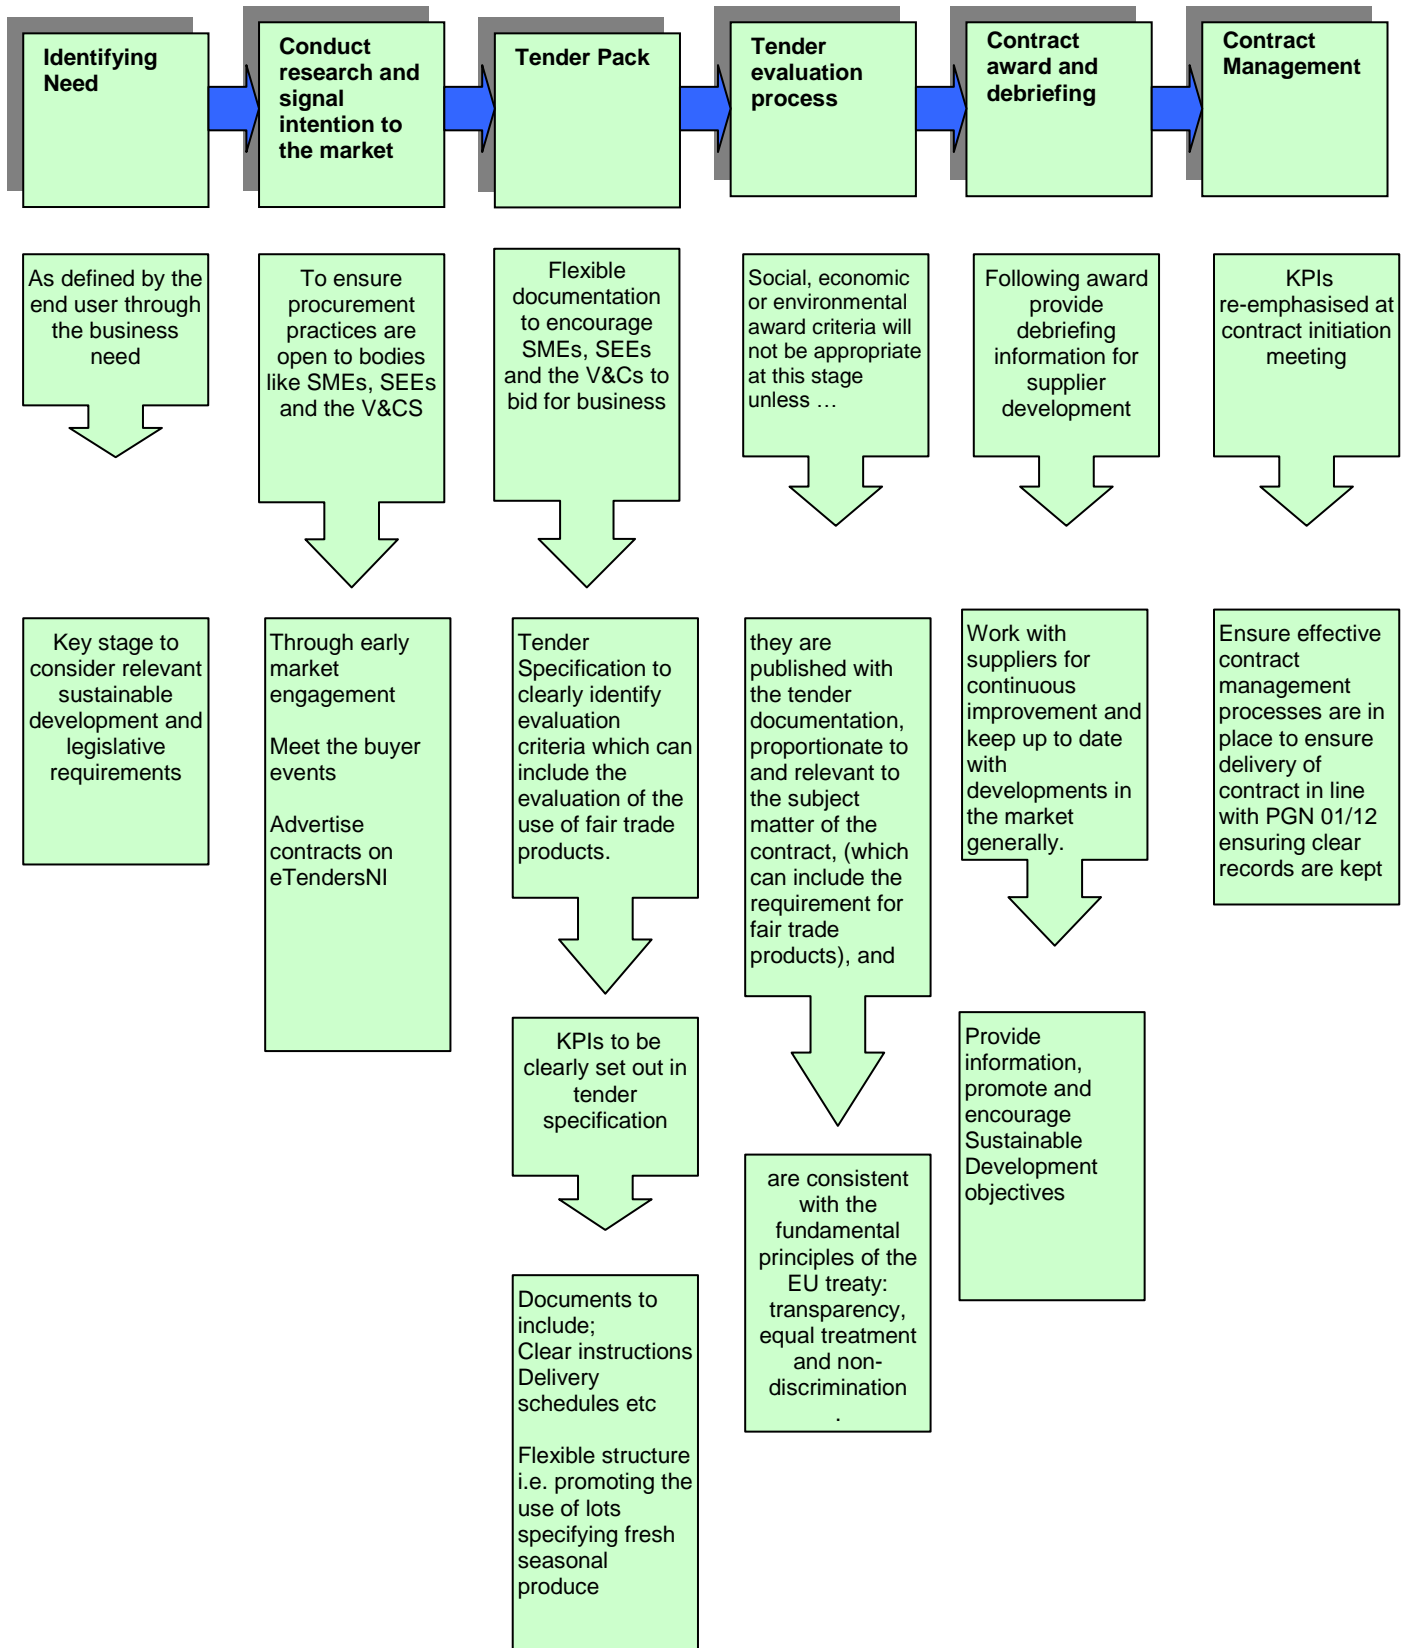 Identifying
Need
Conduct
research and
signal
intention to
the market
Tender Pack
Tender
evaluation
process
Contract
award and
debriefing
Contract
Management
As defined by the
end user through
the business
need
To ensure
procurement
practices are
open to bodies
like SMEs, SEEs
and the V&CS
Flexible
documentation
to encourage
SMEs, SEEs
and the V&Cs to
bid for business
Social, economic
or environmental
award criteria will
not be appropriate
at this stage
unless …
Following award
provide
debriefing
information for
supplier
development
KPIs
re-emphasised at
contract initiation
meeting
Key stage to
consider relevant
sustainable
development and
legislative
requirements
Through early
market
engagement
Meet the buyer
events
Advertise
contracts on
eTendersNI
Tender
Specification to
clearly identify
evaluation
criteria which can
include the
evaluation of the
use of fair trade
products.
they are
published with
the tender
documentation,
proportionate to
and relevant to
the subject
matter of the
contract, (which
can include the
requirement for
fair trade
products), and
Work with
suppliers for
continuous
improvement and
keep up to date
with
developments in
the market
generally.
Ensure effective
contract
management
processes are in
place to ensure
delivery of
contract in line
with PGN 01/12
ensuring clear
records are kept
KPIs to be
clearly set out in
tender
specification
Provide
information,
promote and
encourage
Sustainable
Development
objectives
are consistent
with the
fundamental
principles of the
EU treaty:
transparency,
equal treatment
and non-
discrimination
.
Documents to
include;
Clear instructions
Delivery
schedules etc
Flexible structure
i.e. promoting the
use of lots
specifying fresh
seasonal
produce